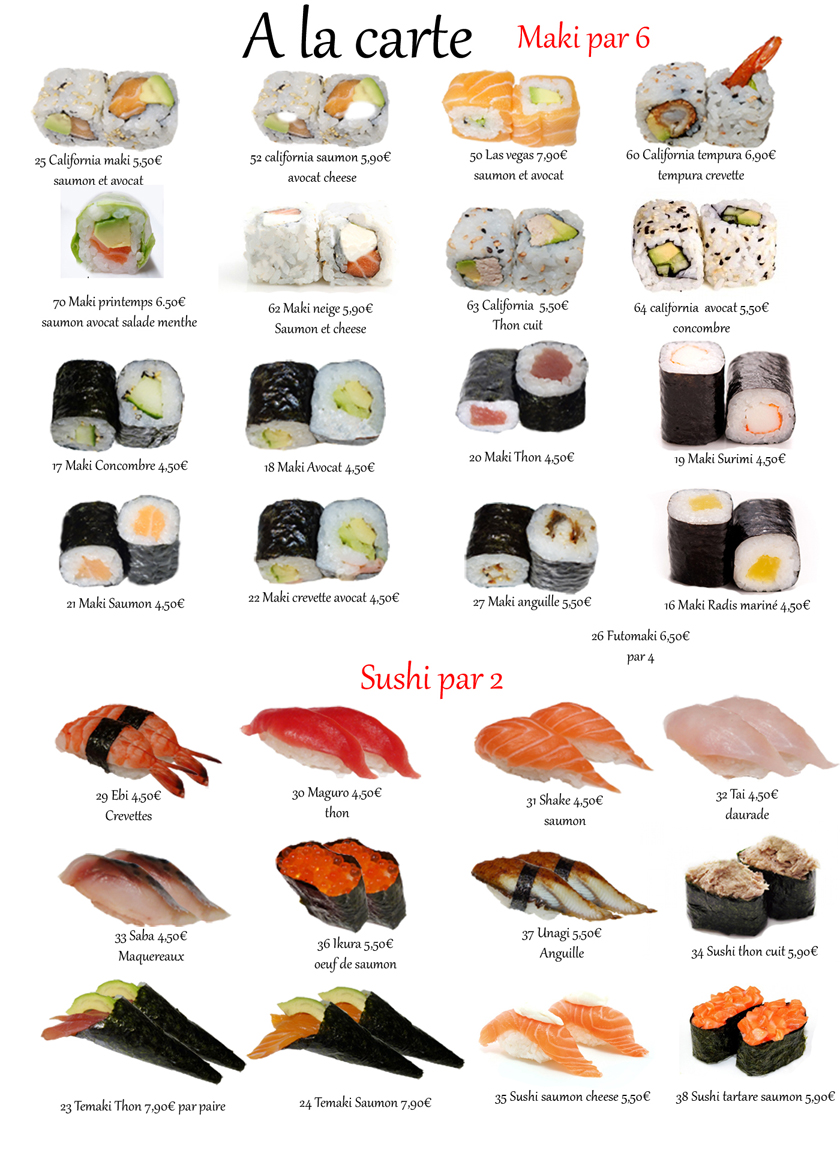 A la carte
Maki par 6
25 California maki 5,50€
saumon et avocat
52 california saumon 5,90€
avocat cheese
50 Las vegas 7,90€
saumon et avocat
60 California tempura 6,90€
tempura crevette
70 Maki printemps 6.50€
saumon avocat salade menthe
62 Maki neige 5,90€
Saumon et cheese
63 California 5,50€
Thon cuit
64 california avocat 5,50€
concombre
17 Maki Concombre 4,50€
18 Maki Avocat 4,50€
20 Maki Thon 4,50€
19 Maki Surimi 4,50€
21 Maki Saumon 4,50€
22 Maki crevette avocat 4,50€
27 Maki anguille 5,50€
16 Maki Radis mariné 4,50€
26 Futomaki 6,50€
par 4
Sushi par 2
29 Ebi 4,50€
Crevettes
30 Maguro 4,50€
thon
31 Shake 4,50€
saumon
32 Tai 4,50€
daurade
33 Saba 4,50€
Maquereaux
36 Ikura 5,50€
oeuf de saumon
37 Unagi 5,50€
Anguille
34 Sushi thon cuit 5,90€
23 Temaki Thon 7,90€ par paire
24 Temaki Saumon 7,90€
35 Sushi saumon cheese 5,50€
38 Sushi tartare saumon 5,90€